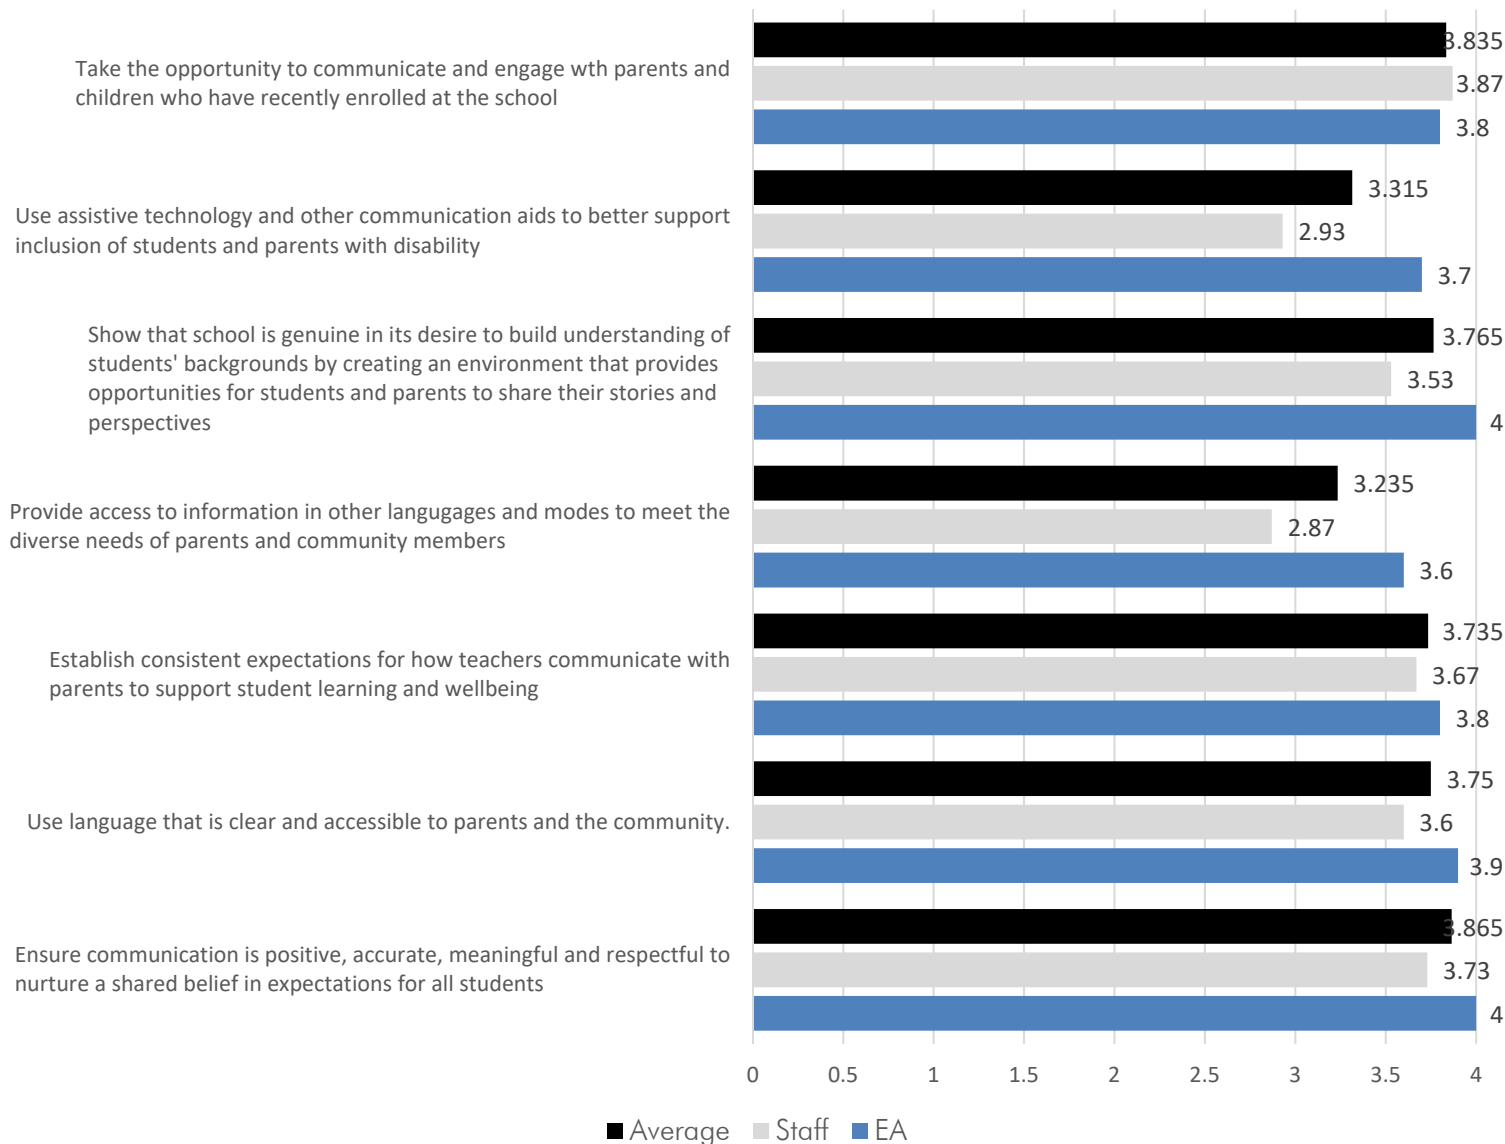 3.835
Take the opportunity to communicate and engage wth parents and
children who have recently enrolled at the school
3.87
3.8
3.315
Use assistive technology and other communication aids to better support
inclusion of students and parents with disability
2.93
3.7
Show that school is genuine in its desire to build understanding of
students' backgrounds by creating an environment that provides
opportunities for students and parents to share their stories and
perspectives
3.765
3.53
4
3.235
Provide access to information in other langugages and modes to meet the
diverse needs of parents and community members
2.87
3.6
3.735
Establish consistent expectations for how teachers communicate with
parents to support student learning and wellbeing
3.67
3.8
3.75
Use language that is clear and accessible to parents and the community.
3.6
3.9
3.865
Ensure communication is positive, accurate, meaningful and respectful to
nurture a shared belief in expectations for all students
3.73
4
0 0.5 1 1.5 2 2.5 3 3.5 4
Average Staff EA